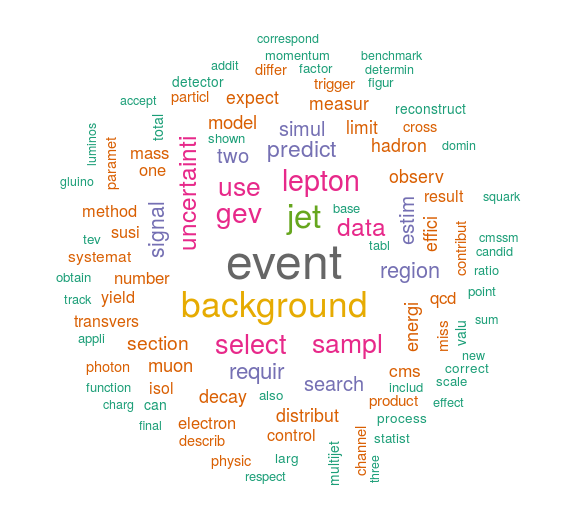 correspond
momentum
benchmark
addit
differ
factor
determin
detector
trigger
figur
particl
expect
accept
measur
reconstruct
total
model
simul
limit
cross
luminos
shown
hadron
domin
paramet
mass
two
predict
one
uncertainti
use
lepton
observ
gluino
result
squark
method
signal
gev
jet
base
data
estim
effici
contribut
susi
tev
tabl
cmssm
candid
systemat
event
region
ratio
obtain
number
track
yield
background
qcd
point
transvers
energi
miss
valu
sum
appli
section
select
sampl
new
photon
muon
requir
search
cms
correct
function
isol
includ
scale
charg
can
decay
also
product
effect
final
electron
distribut
process
describ
control
channel
statist
physic
larg
multijet
three
respect